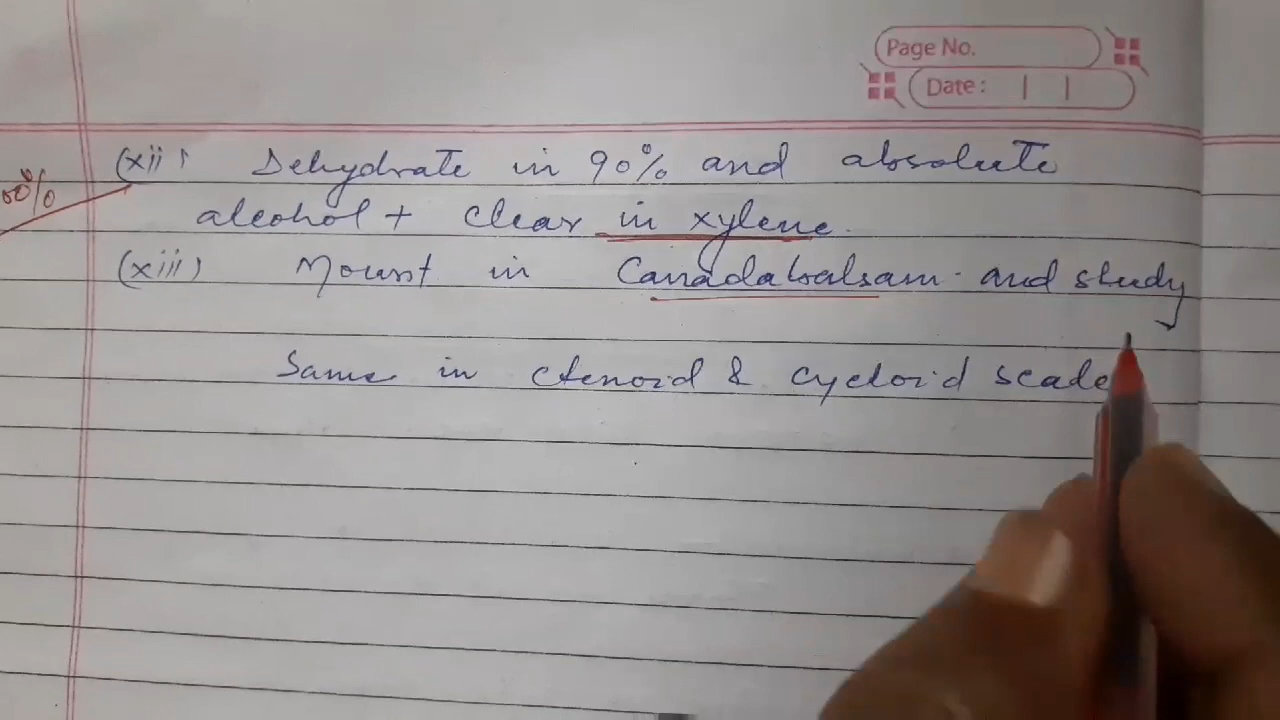 Page No.
Date :
(xii) Dehydrate in 90% and absolute
alcohol + clear in xylene.
(xiii) Mount in Canadabalsam and study
Same in ctenoid & cycloid scale